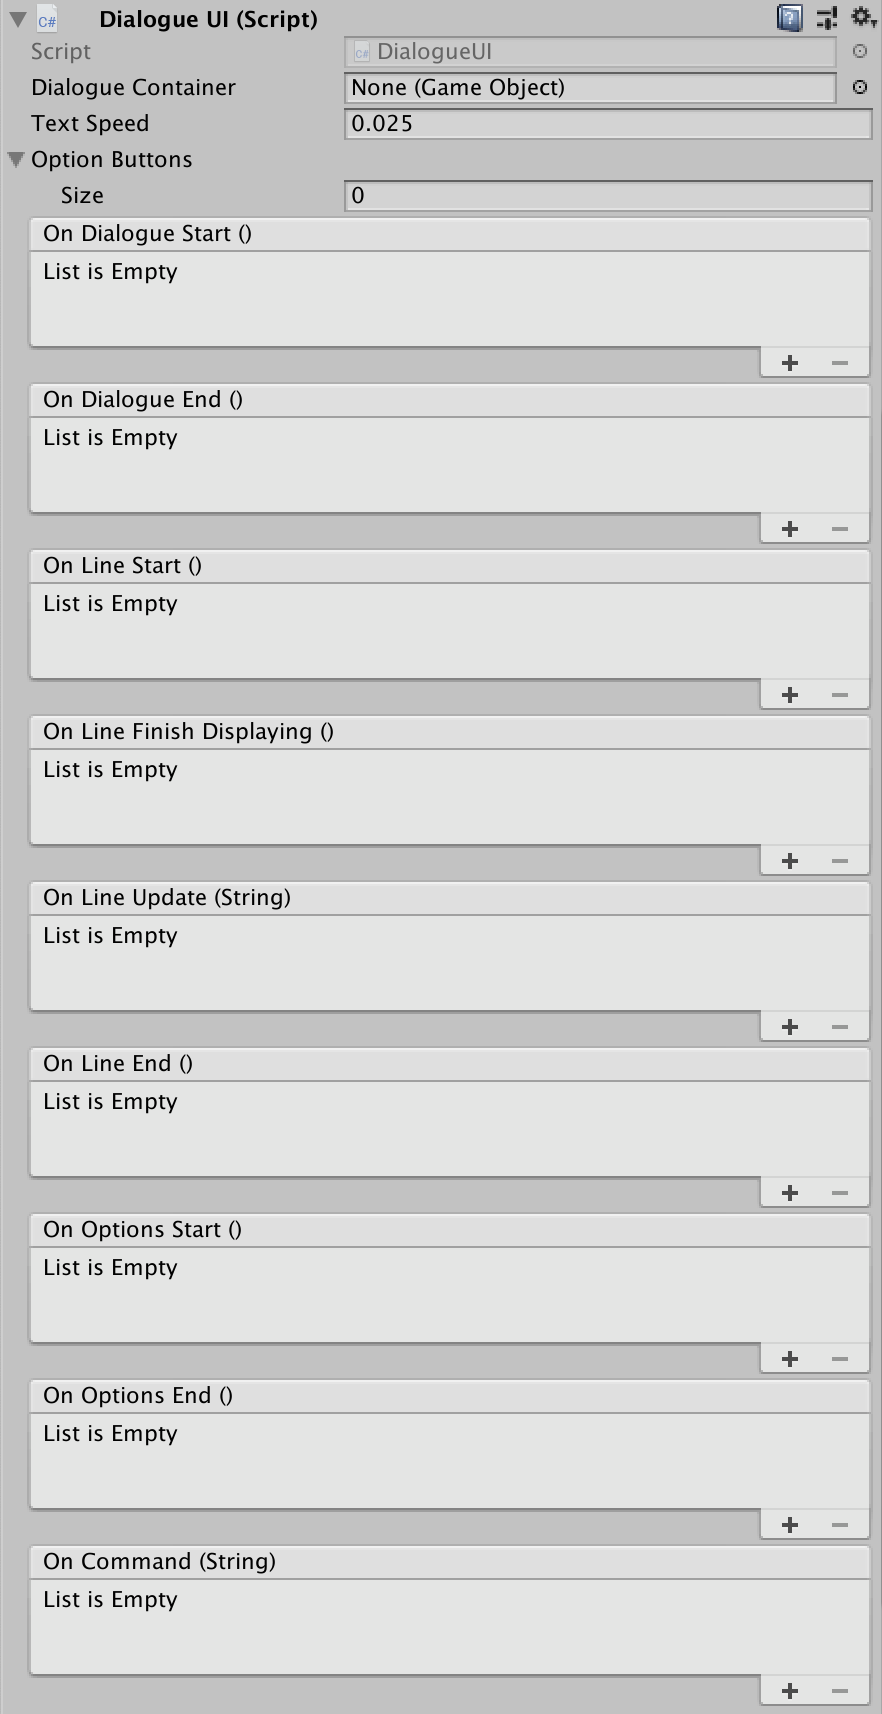 C# Dialogue UI (Script)
Script C# DialogueUI
Dialogue Container None (Game Object)
Text Speed 0.025
Option Buttons
Size 0
On Dialogue Start ()
List is Empty
+ −
On Dialogue End ()
List is Empty
+ −
On Line Start ()
List is Empty
+ −
On Line Finish Displaying ()
List is Empty
+ −
On Line Update (String)
List is Empty
+ −
On Line End ()
List is Empty
+ −
On Options Start ()
List is Empty
+ −
On Options End ()
List is Empty
+ −
On Command (String)
List is Empty
+ −